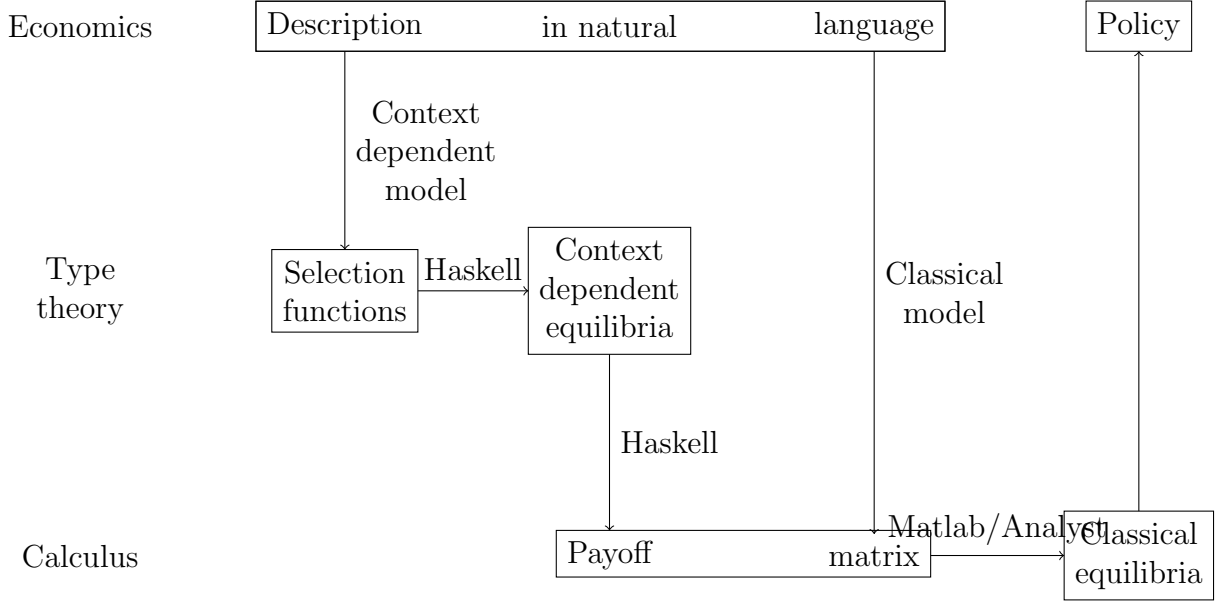 Economics
Description in natural language
Policy
Context
dependent
model
Type
theory
Selection
functions
Haskell
Context
dependent
equilibria
Classical
model
Haskell
Calculus
Payoff matrix
Matlab/Analyst
Classical
equilibria